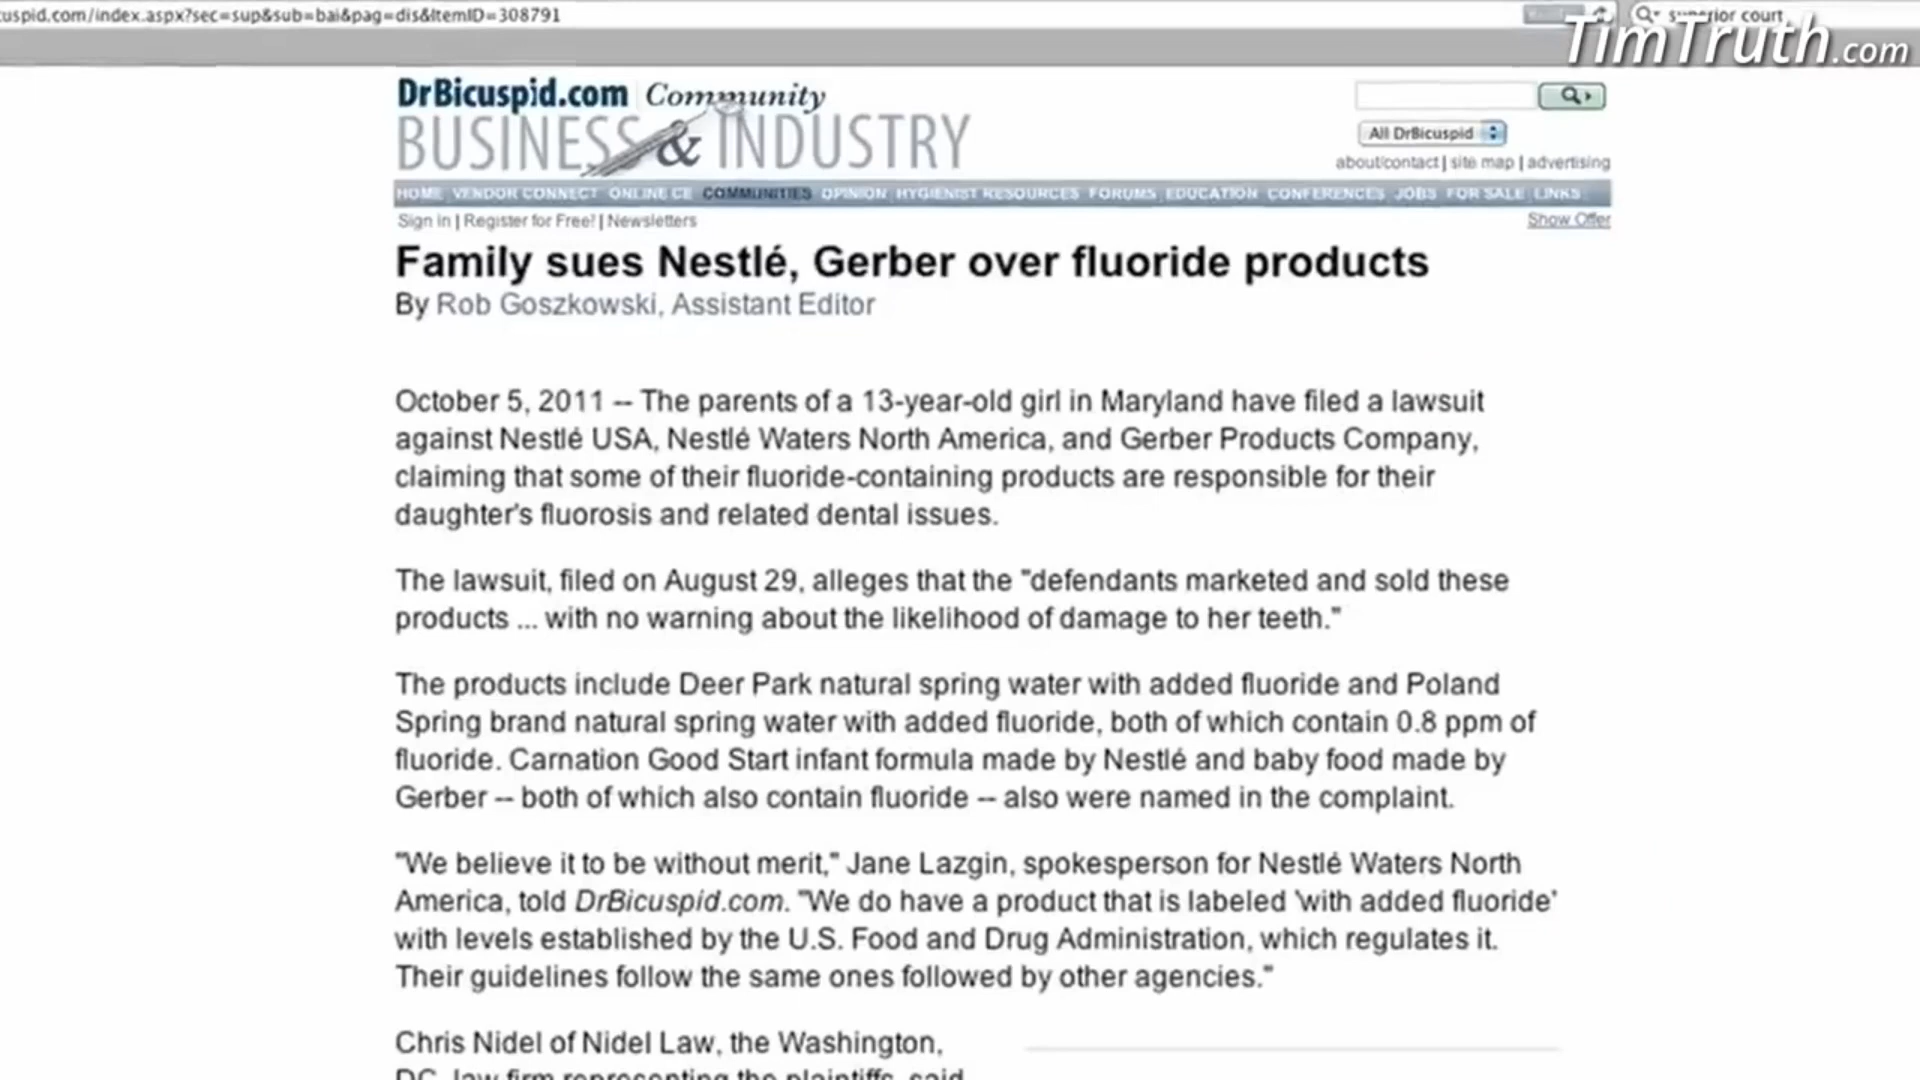 cuspid.com/index.aspx?sec=sup&sub=bai&pag=dis&ItemID=308791
superior court
TimTruth.com
DrBicuspid.com Community
BUSINESS & INDUSTRY
All DrBicuspid
about/contact | site map | advertising
HOME VENDOR CONNECT ONLINE CE COMMUNITIES OPINION HYGIENIST RESOURCES FORUMS EDUCATION CONFERENCES JOBS FOR SALE LINKS
Sign In | Register for Free! | Newsletters
Show Offer
Family sues Nestlé, Gerber over fluoride products
By Rob Goszkowski, Assistant Editor
October 5, 2011 -- The parents of a 13-year-old girl in Maryland have filed a lawsuit
against Nestlé USA, Nestlé Waters North America, and Gerber Products Company,
claiming that some of their fluoride-containing products are responsible for their
daughter's fluorosis and related dental issues.
The lawsuit, filed on August 29, alleges that the "defendants marketed and sold these
products ... with no warning about the likelihood of damage to her teeth."
The products include Deer Park natural spring water with added fluoride and Poland
Spring brand natural spring water with added fluoride, both of which contain 0.8 ppm of
fluoride. Carnation Good Start infant formula made by Nestlé and baby food made by
Gerber -- both of which also contain fluoride -- also were named in the complaint.
"We believe it to be without merit," Jane Lazgin, spokesperson for Nestlé Waters North
America, told DrBicuspid.com. "We do have a product that is labeled 'with added fluoride'
with levels established by the U.S. Food and Drug Administration, which regulates it.
Their guidelines follow the same ones followed by other agencies."
Chris Nidel of Nidel Law, the Washington,
DC, law firm representing the plaintiffs, said